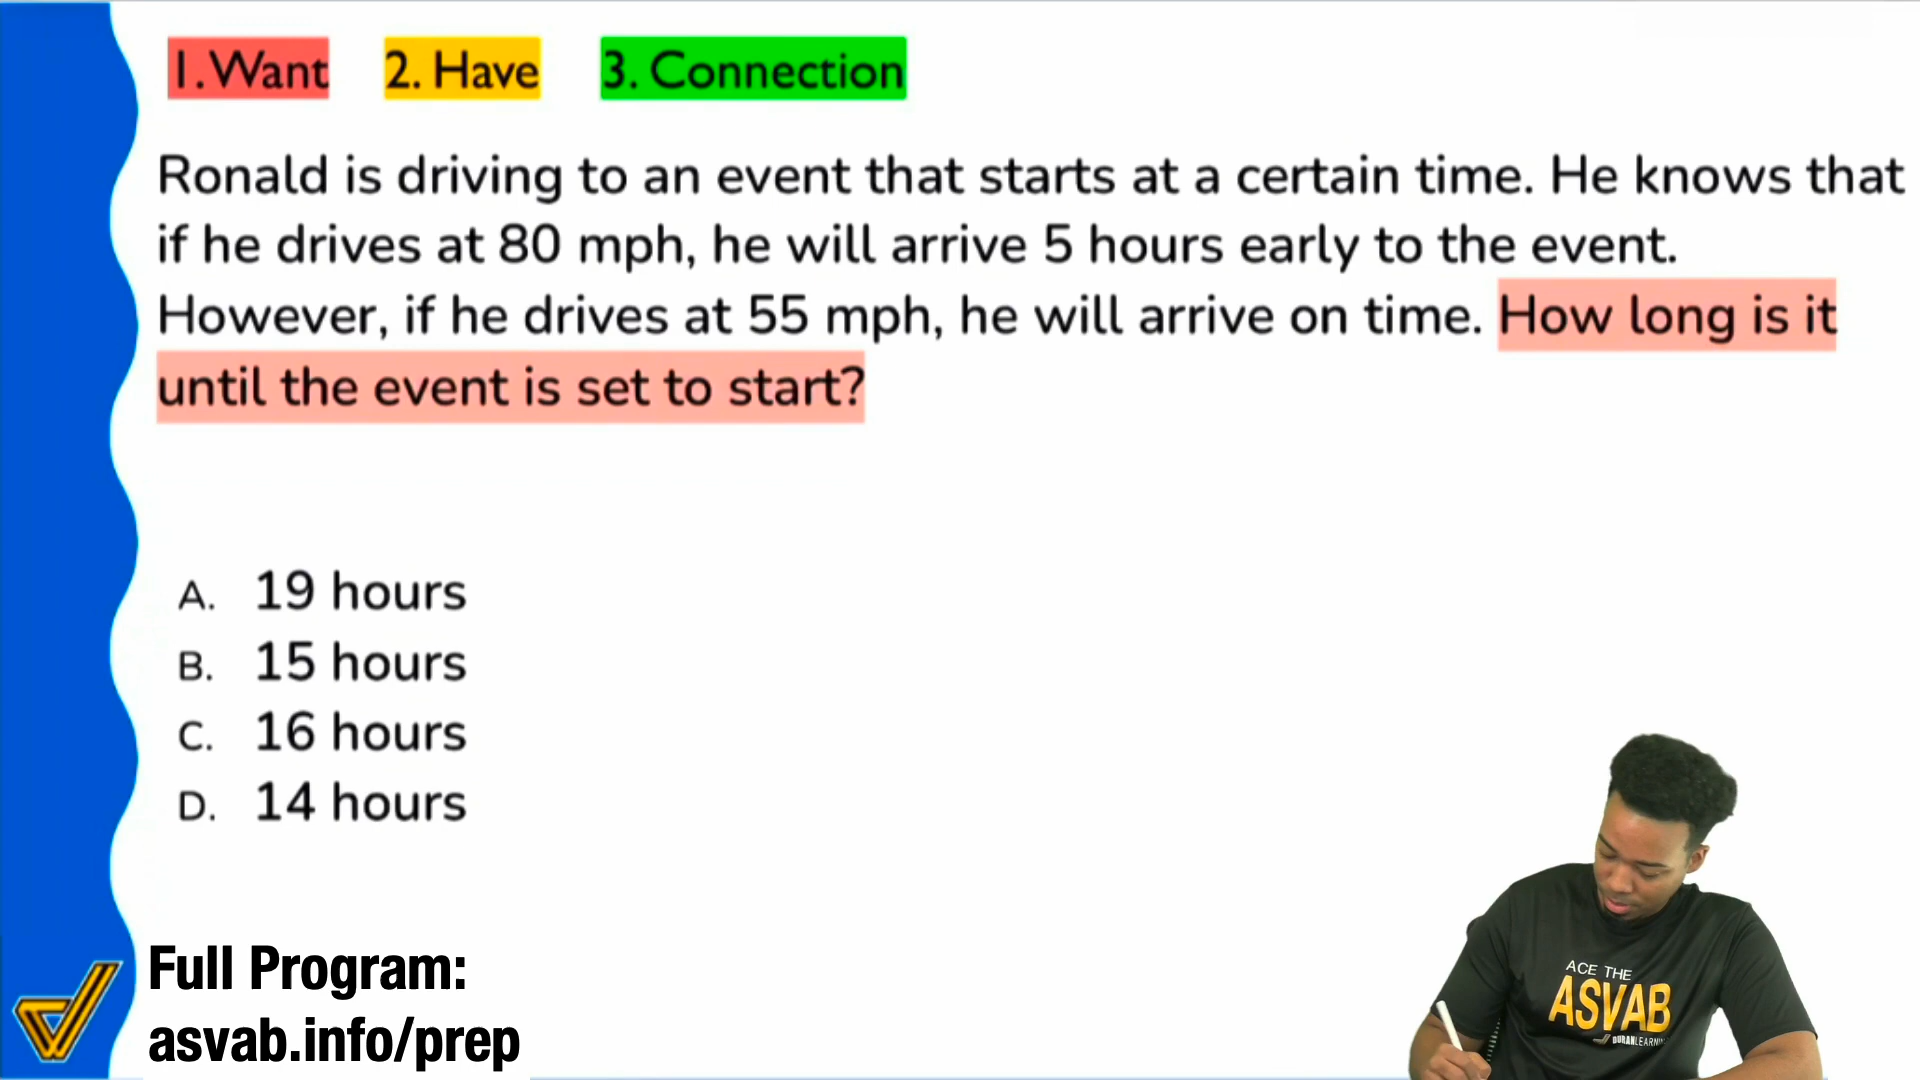 1. Want 2. Have 3. Connection
Ronald is driving to an event that starts at a certain time. He knows that
if he drives at 80 mph, he will arrive 5 hours early to the event.
However, if he drives at 55 mph, he will arrive on time. How long is it
until the event is set to start?
A. 19 hours
B. 15 hours
C. 16 hours
D. 14 hours
Full Program:
asvab.info/prep
ACE THE
ASVAB